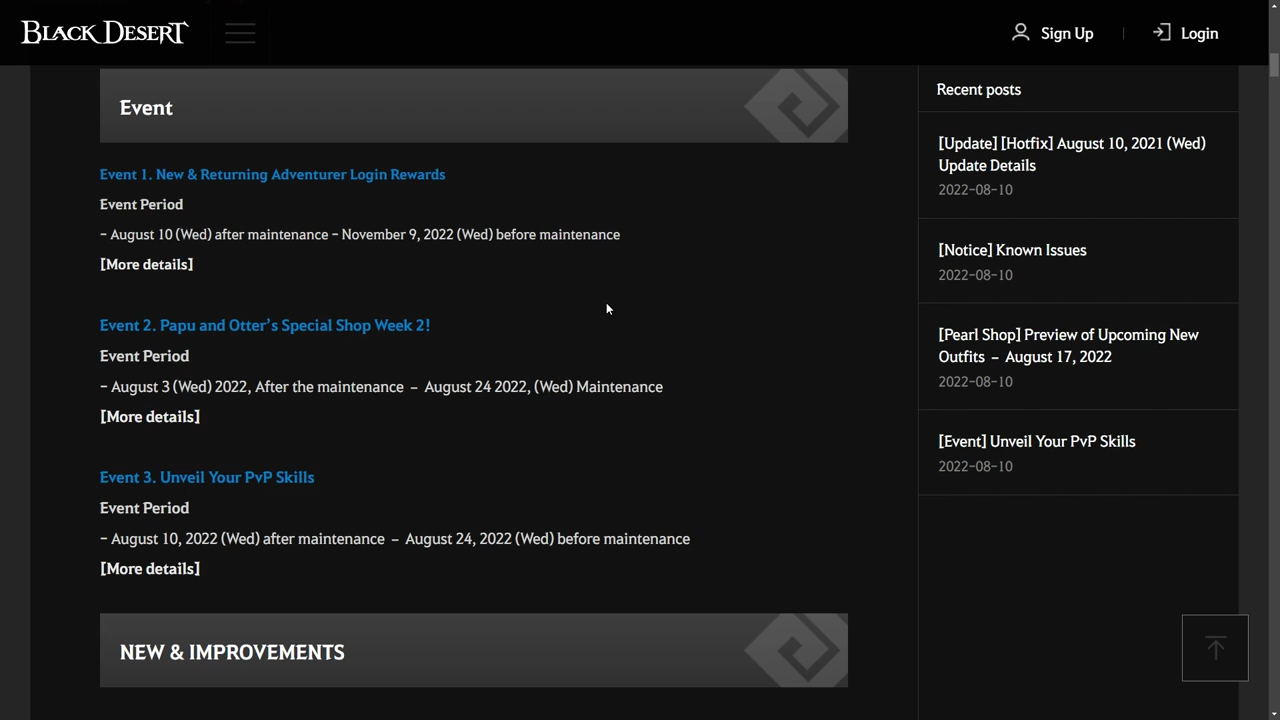 BLACK DESERT
Sign Up
Login
Event
Event 1. New & Returning Adventurer Login Rewards
Event Period
- August 10 (Wed) after maintenance - November 9, 2022 (Wed) before maintenance
[More details]
Event 2. Papu and Otter's Special Shop Week 2!
Event Period
- August 3 (Wed) 2022, After the maintenance – August 24 2022, (Wed) Maintenance
[More details]
Event 3. Unveil Your PvP Skills
Event Period
- August 10, 2022 (Wed) after maintenance – August 24, 2022 (Wed) before maintenance
[More details]
NEW & IMPROVEMENTS
Recent posts
[Update] [Hotfix] August 10, 2021 (Wed)
Update Details
2022-08-10
[Notice] Known Issues
2022-08-10
[Pearl Shop] Preview of Upcoming New
Outfits – August 17, 2022
2022-08-10
[Event] Unveil Your PvP Skills
2022-08-10